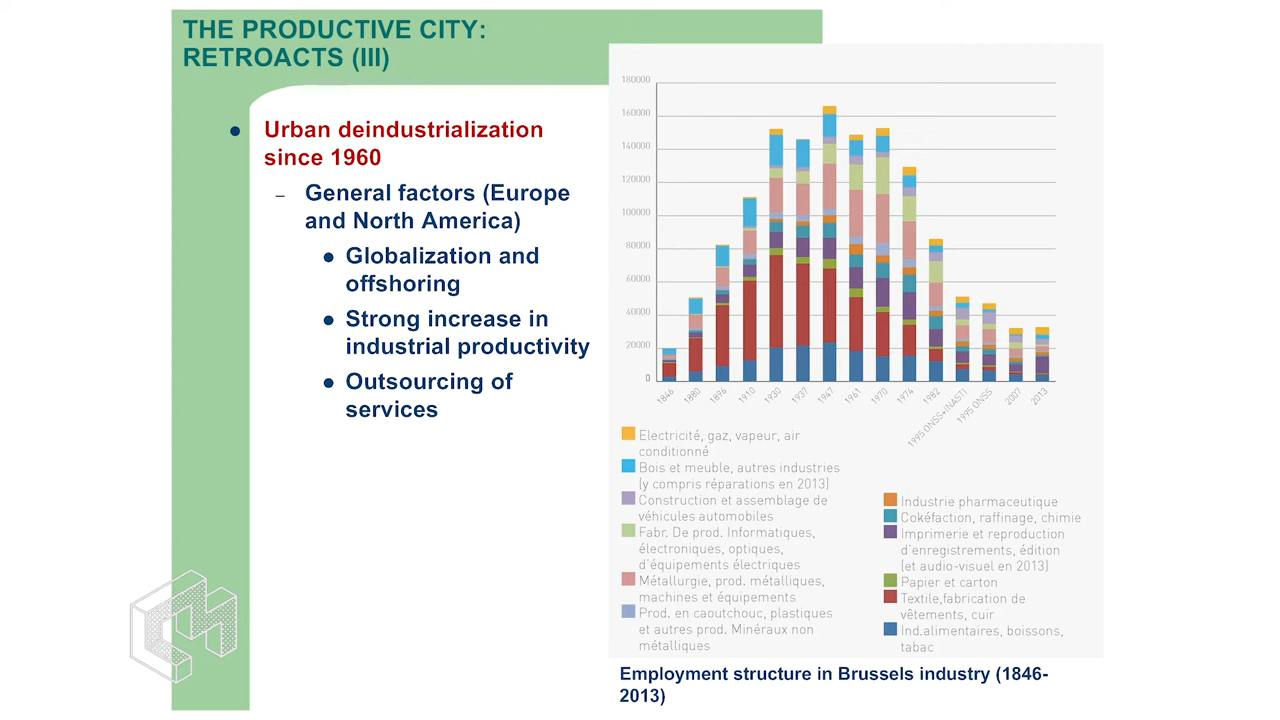 THE PRODUCTIVE CITY:
RETROACTS (III)
● Urban deindustrialization
since 1960
– General factors (Europe
and North America)
● Globalization and
offshoring
● Strong increase in
industrial productivity
● Outsourcing of
services
180000
160000
140000
120000
100000
80000
60000
40000
20000
0
1846
1880
1896
1910
1930
1937
1947
1961
1970
1974
1982
1995 ONSS+INASTI
1995 ONSS
2007
2013
Electricité, gaz, vapeur, air
conditionné
Bois et meuble, autres industries
(y compris réparations en 2013)
Construction et assemblage de
véhicules automobiles
Fabr. De prod. Informatiques,
électroniques, optiques,
d'équipements électriques
Métallurgie, prod. métalliques,
machines et équipements
Prod. en caoutchouc, plastiques
et autres prod. Minéraux non
métalliques
Industrie pharmaceutique
Cokéfaction, raffinage, chimie
Imprimerie et reproduction
d'enregistrements, édition
(et audio-visuel en 2013)
Papier et carton
Textile,fabrication de
vêtements, cuir
Ind.alimentaires, boissons,
tabac
Employment structure in Brussels industry (1846-
2013)